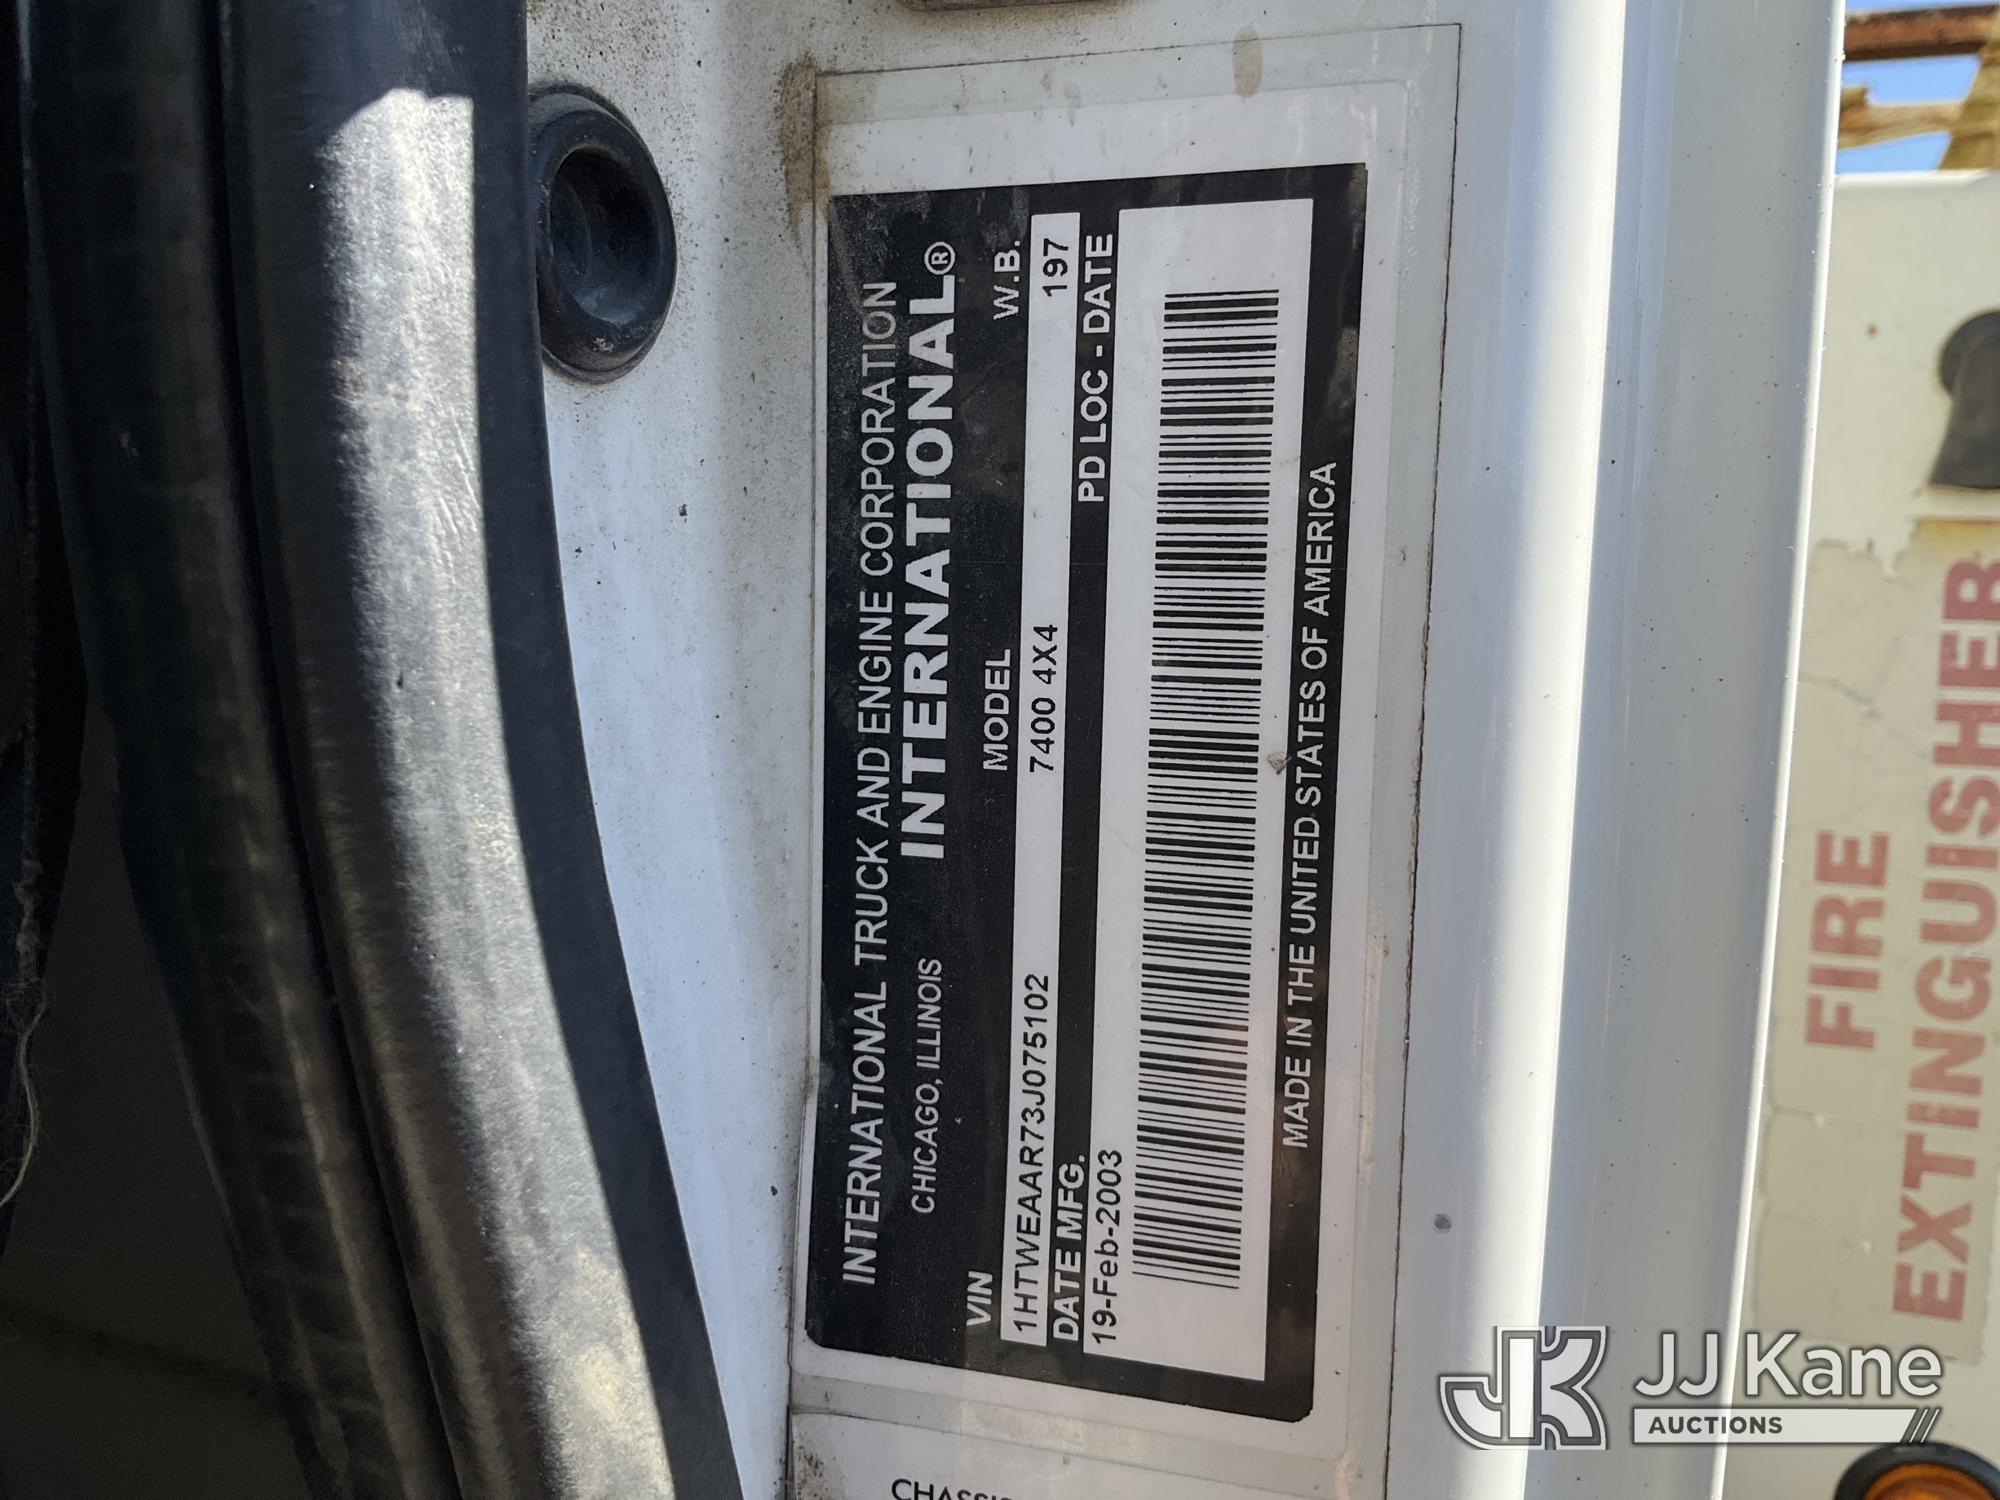 INTERNATIONAL TRUCK AND ENGINE CORPORATION
CHICAGO, ILLINOIS INTERNATIONAL®
VIN MODEL W.B.
1HTWEAAR73J075102 7400 4X4 197
DATE MFG. PD LOC - DATE
19-Feb-2003
MADE IN THE UNITED STATES OF AMERICA
FIRE
EXTINGUISHER
JJ Kane
AUCTIONS